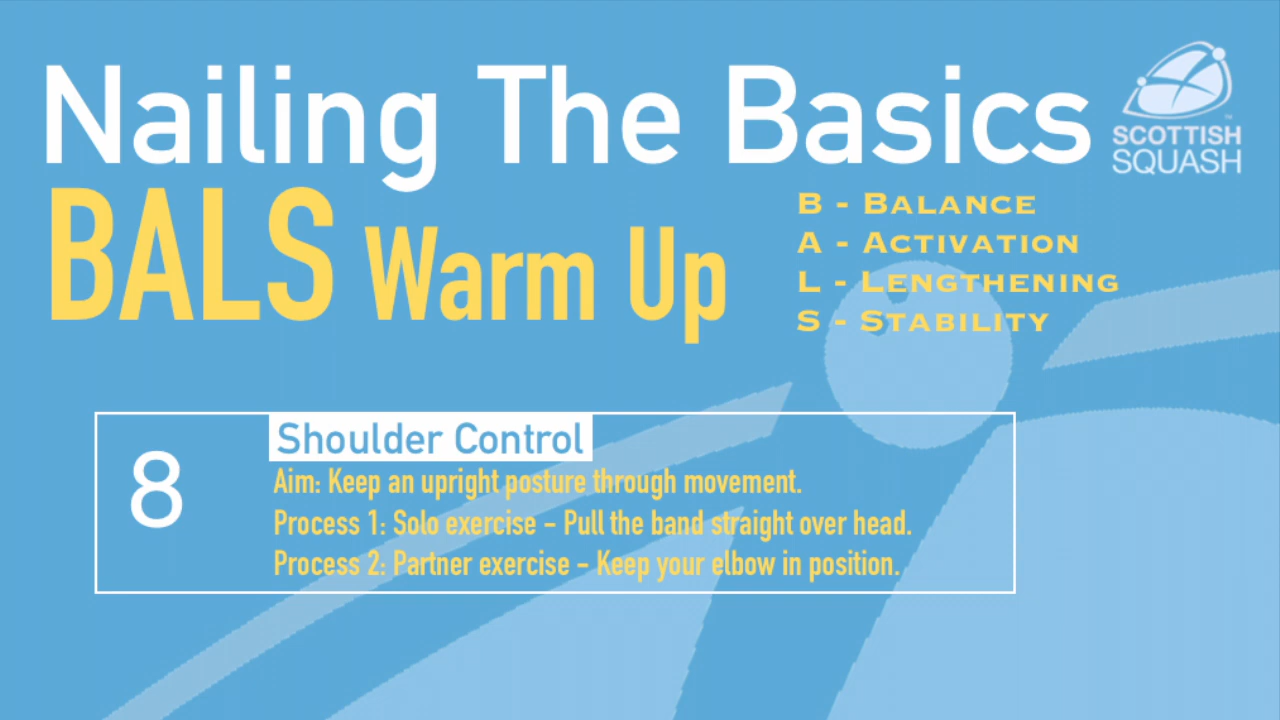 Nailing The Basics
SCOTTISH
SQUASH
BALS Warm Up
B - BALANCE
A - ACTIVATION
L - LENGTHENING
S - STABILITY
8
Shoulder Control
Aim: Keep an upright posture through movement.
Process 1: Solo exercise – Pull the band straight over head.
Process 2: Partner exercise – Keep your elbow in position.